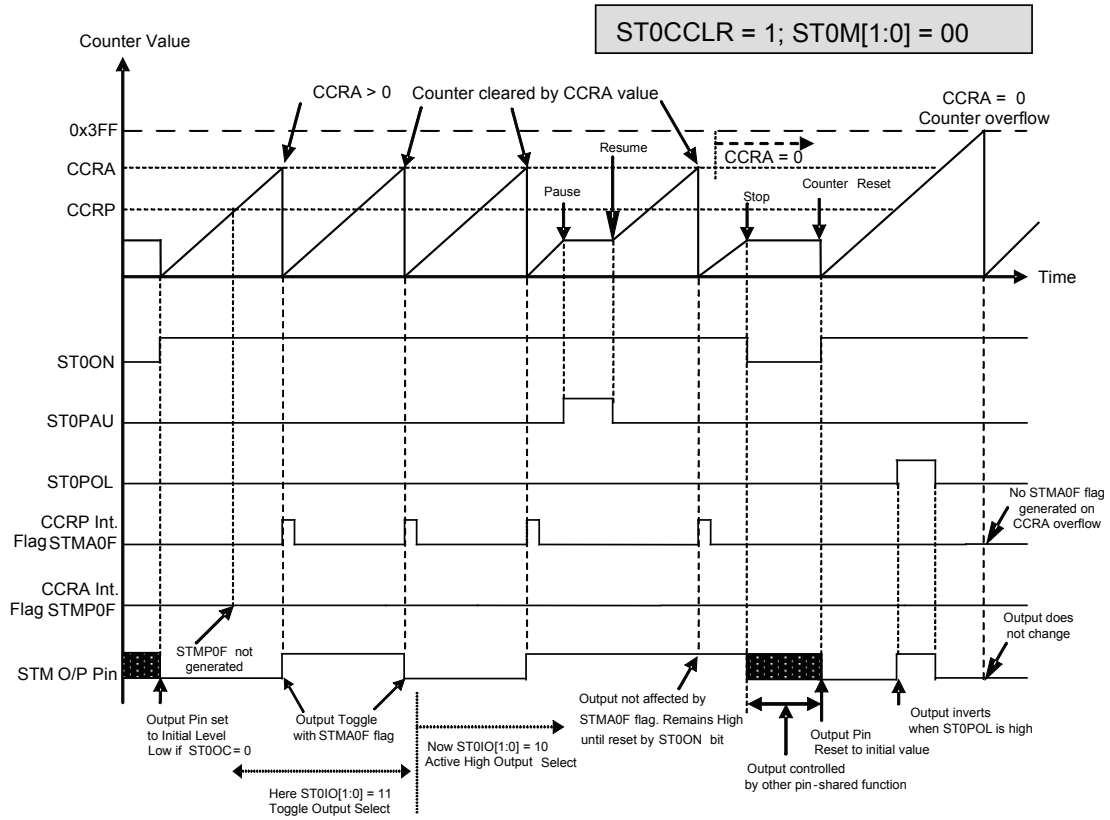 ST0CCLR = 1; ST0M[1:0] = 00
Counter Value
CCRA > 0
Counter cleared by CCRA value
CCRA = 0
Counter overflow
0x3FF
Resume
CCRA = 0
CCRA
Pause
Stop
Counter Reset
CCRP
Time
ST0ON
ST0PAU
ST0POL
No STMA0F flag
generated on
CCRA overflow
CCRP Int.
Flag STMA0F
CCRA Int.
Flag STMP0F
STMP0F not
generated
Output does
not change
STM O/P Pin
Output Pin set
to Initial Level
Low if ST0OC=0
Output Toggle
with STMA0F flag
Now ST0IO[1:0] = 10
Active High Output Select
Output not affected by
STMA0F flag. Remains High
until reset by ST0ON bit
Output Pin
Reset to initial value
Output inverts
when ST0POL is high
Output controlled
by other pin-shared function
Here ST0IO[1:0] = 11
Toggle Output Select